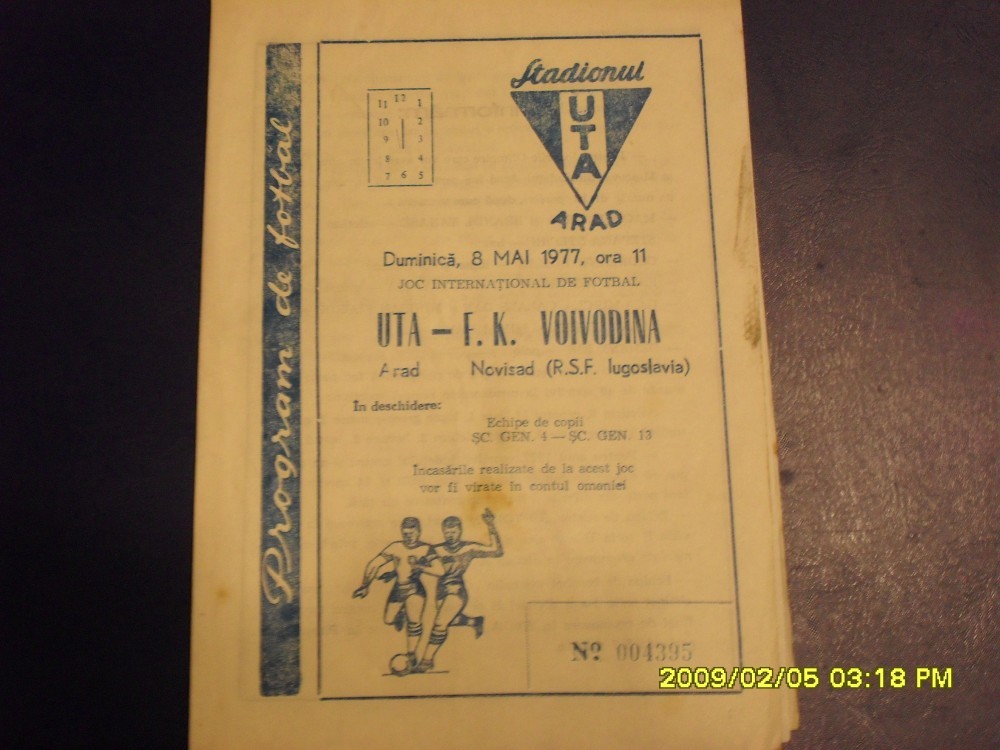 Program de fotbăl
11 12 1
10 2
9 3
8 4
7 6 5
Stadionul
UTA
ARAD
Duminică, 8 MAI 1977, ora 11
JOC INTERNAȚIONAL DE FOTBAL
UTA – F. K. VOIVODINA
Arad Novisad (R.S.F. Iugoslavia)
In deschidere:
Echipe de copii
ȘC. GEN. 4 — ȘC. GEN. 13
Incasările realizate de la acest joc
vor fi virate în contul omeniei
Nº 004395
2009/02/05 03:18 PM